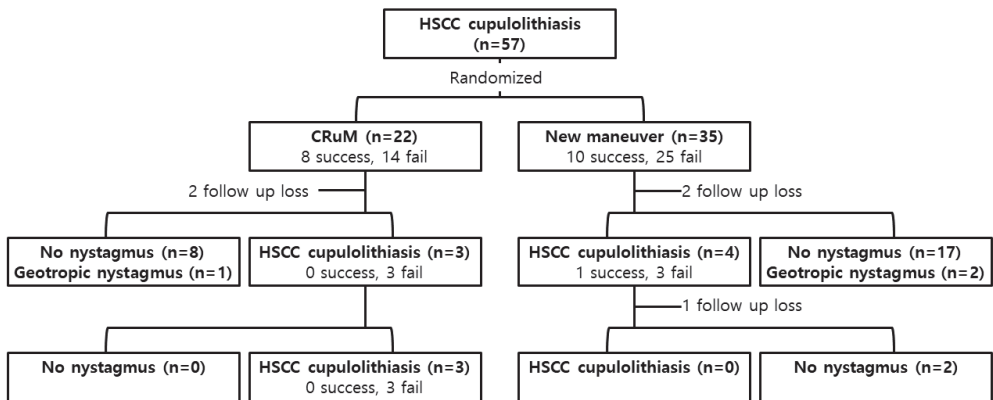 HSCC cupulolithiasis
(n=57)
Randomized
CRuM (n=22)
8 success, 14 fail
New maneuver (n=35)
10 success, 25 fail
2 follow up loss
2 follow up loss
No nystagmus (n=8)
Geotropic nystagmus (n=1)
HSCC cupulolithiasis (n=3)
0 success, 3 fail
HSCC cupulolithiasis (n=4)
1 success, 3 fail
No nystagmus (n=17)
Geotropic nystagmus (n=2)
1 follow up loss
No nystagmus (n=0)
HSCC cupulolithiasis (n=3)
0 success, 3 fail
HSCC cupulolithiasis (n=0)
No nystagmus (n=2)